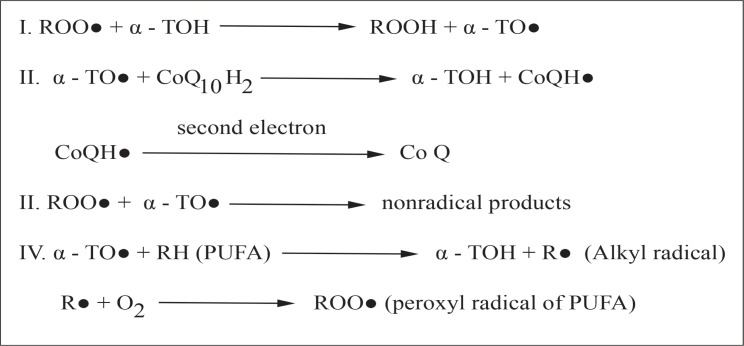 I. ROO● + α - TOH ⟶ ROOH + α - TO●
II. α - TO● + CoQ₁₀H₂ ⟶ α - TOH + CoQH●
second electron
CoQH● ⟶ Co Q
II. ROO● + α - TO● ⟶ nonradical products
IV. α - TO● + RH (PUFA) ⟶ α - TOH + R● (Alkyl radical)
R● + O₂ ⟶ ROO● (peroxyl radical of PUFA)